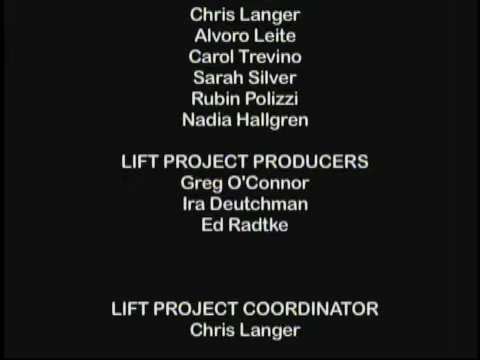 Chris Langer
Alvoro Leite
Carol Trevino
Sarah Silver
Rubin Polizzi
Nadia Hallgren
LIFT PROJECT PRODUCERS
Greg O'Connor
Ira Deutchman
Ed Radtke
LIFT PROJECT COORDINATOR
Chris Langer